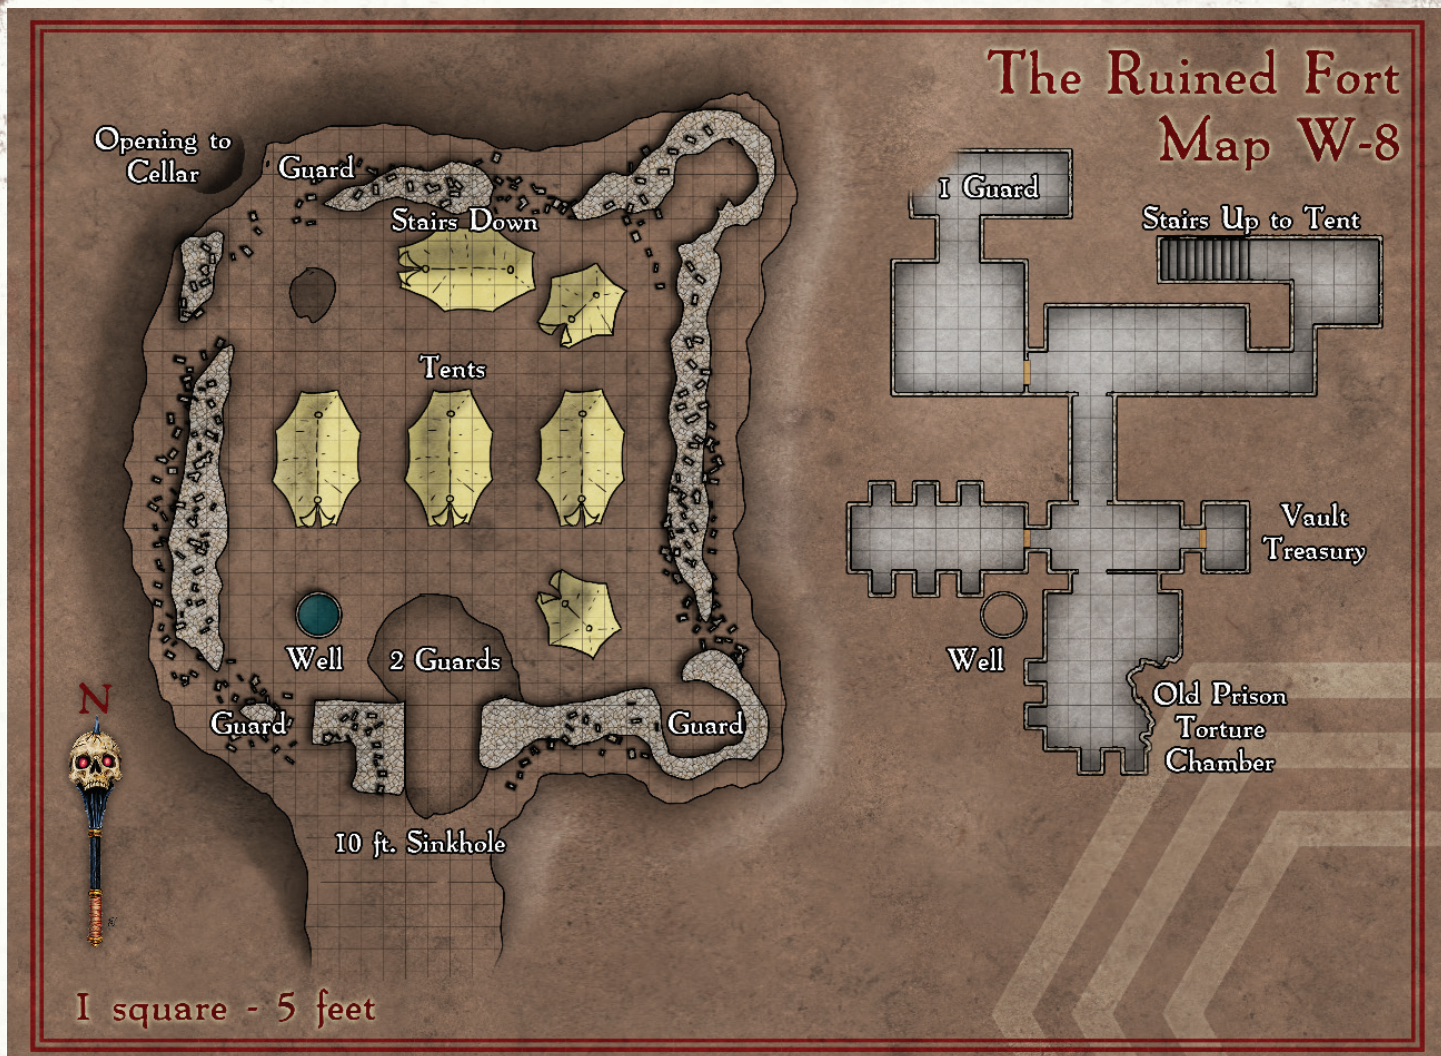 The Ruined Fort
Map W-8
Opening to
Cellar
Guard
Stairs Down
Tents
Well
2 Guards
Guard
Guard
10 ft. Sinkhole
N
1 square - 5 feet
1 Guard
Stairs Up to Tent
Vault
Treasury
Well
Old Prison
Torture
Chamber